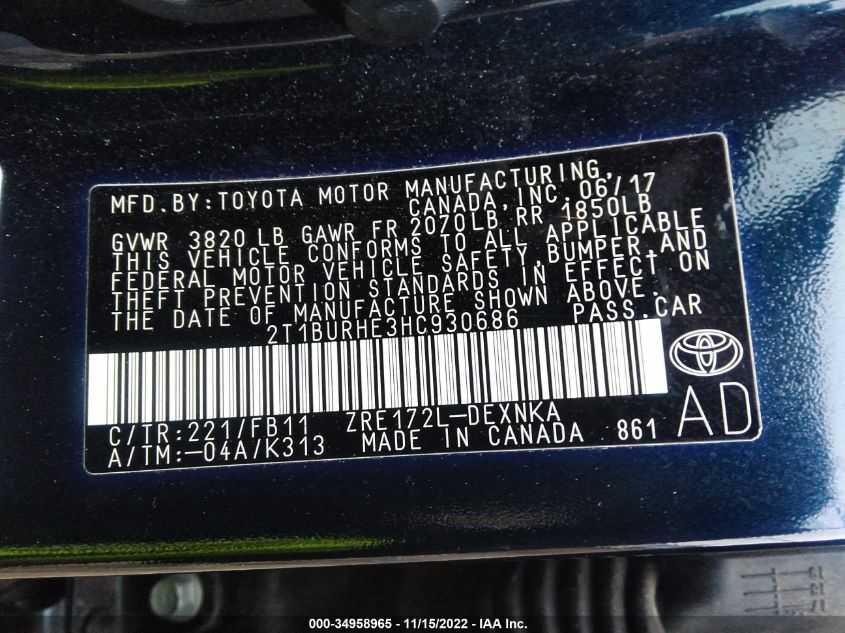 MFD.BY:TOYOTA MOTOR MANUFACTURING,
CANADA,INC. 06/17
GVWR 3820 LB GAWR FR 2070LB RR 1850LB
THIS VEHICLE CONFORMS TO ALL APPLICABLE
FEDERAL MOTOR VEHICLE SAFETY,BUMPER,AND
THEFT PREVENTION STANDARDS IN EFFECT ON
THE DATE OF MANUFACTURE SHOWN ABOVE.
2T1BURHE3HC930686 PASS.CAR
C/TR:221/FB11 ZRE172L-DEXNKA
A/TM:-04A/K313 MADE IN CANADA 861
AD
000-34958965 - 11/15/2022 - IAA Inc.